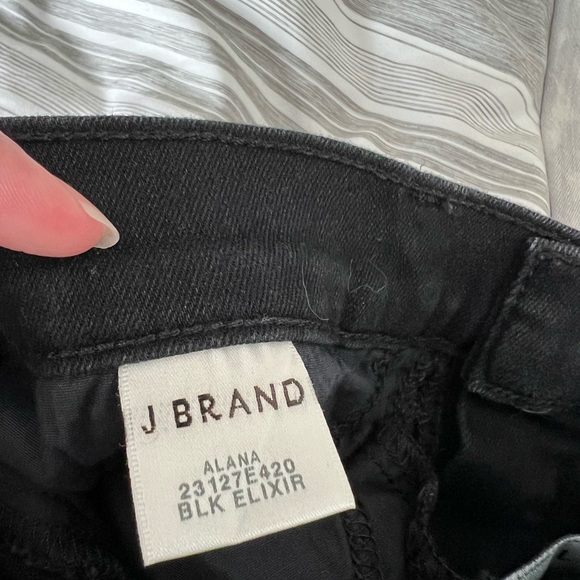 J BRAND
ALANA
23127E420
BLK ELIXIR